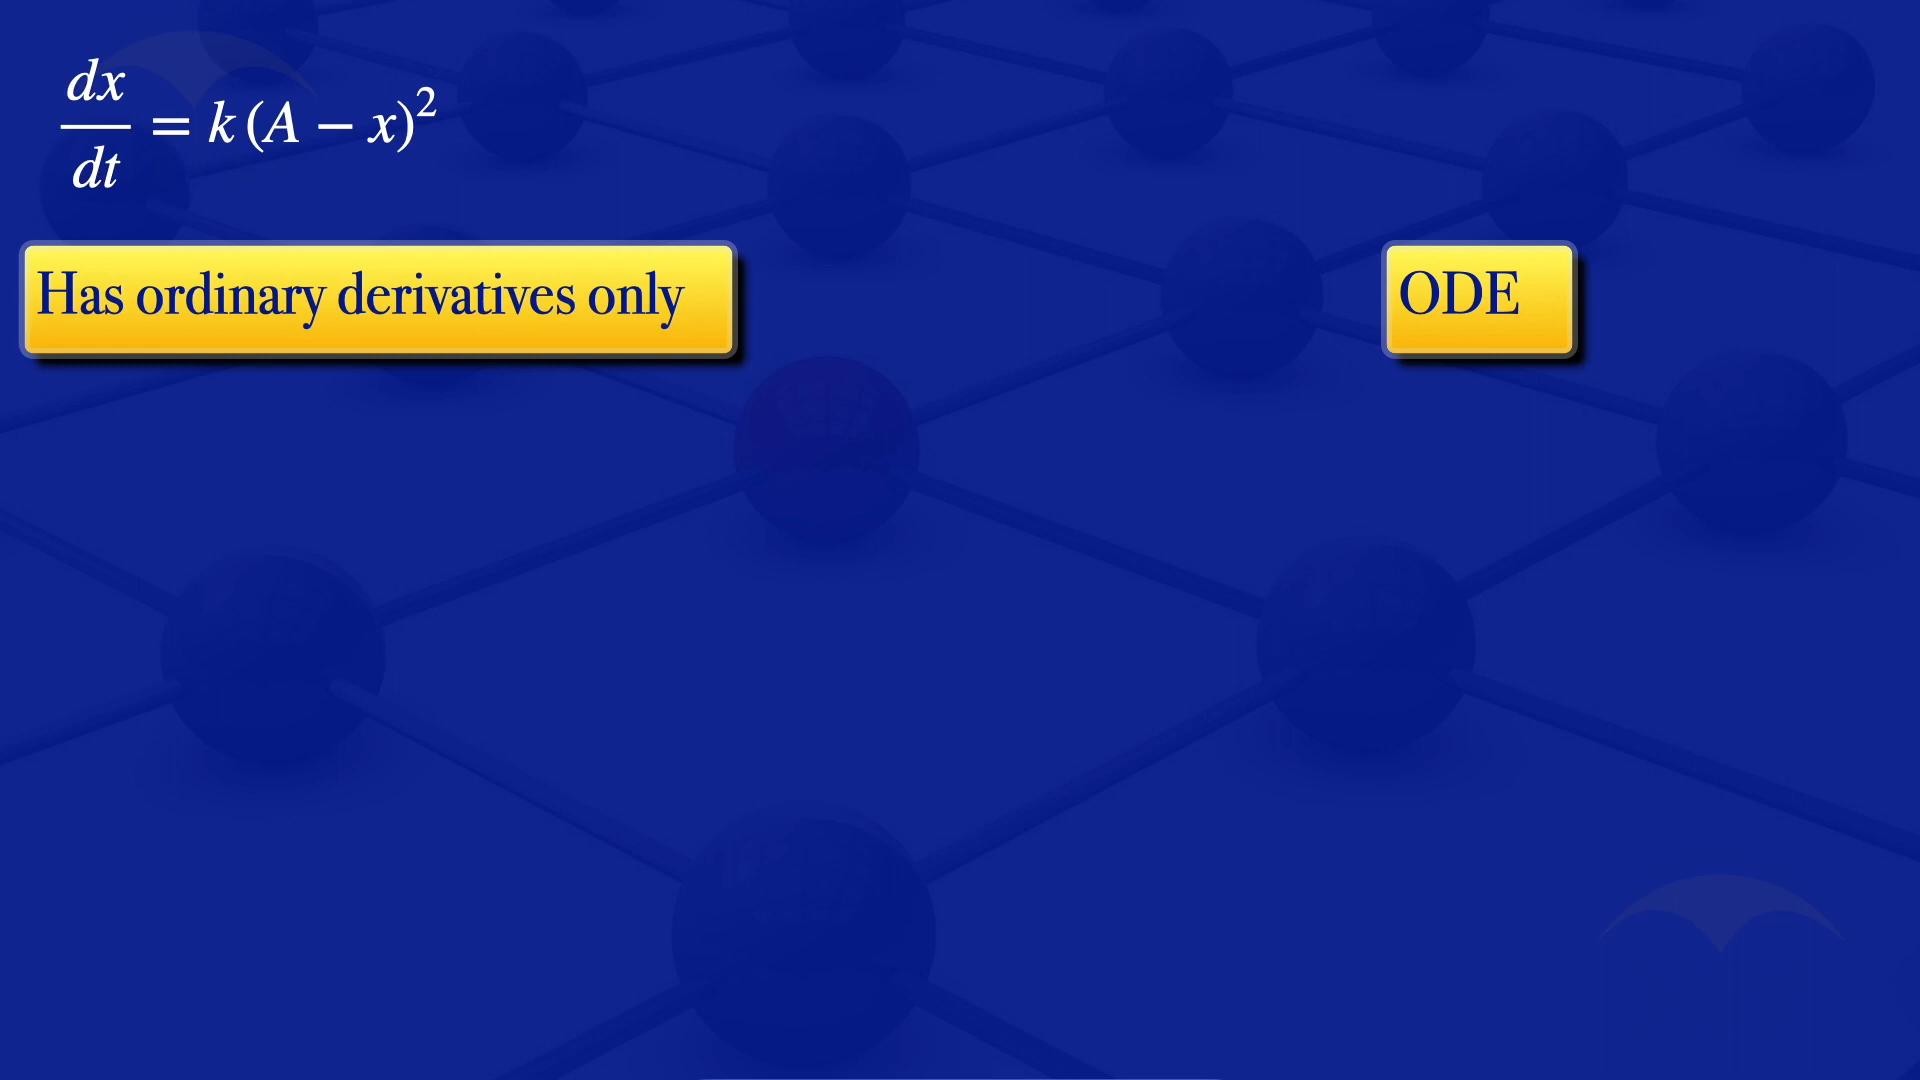 dx/dt = k (A − x)²
Has ordinary derivatives only
ODE